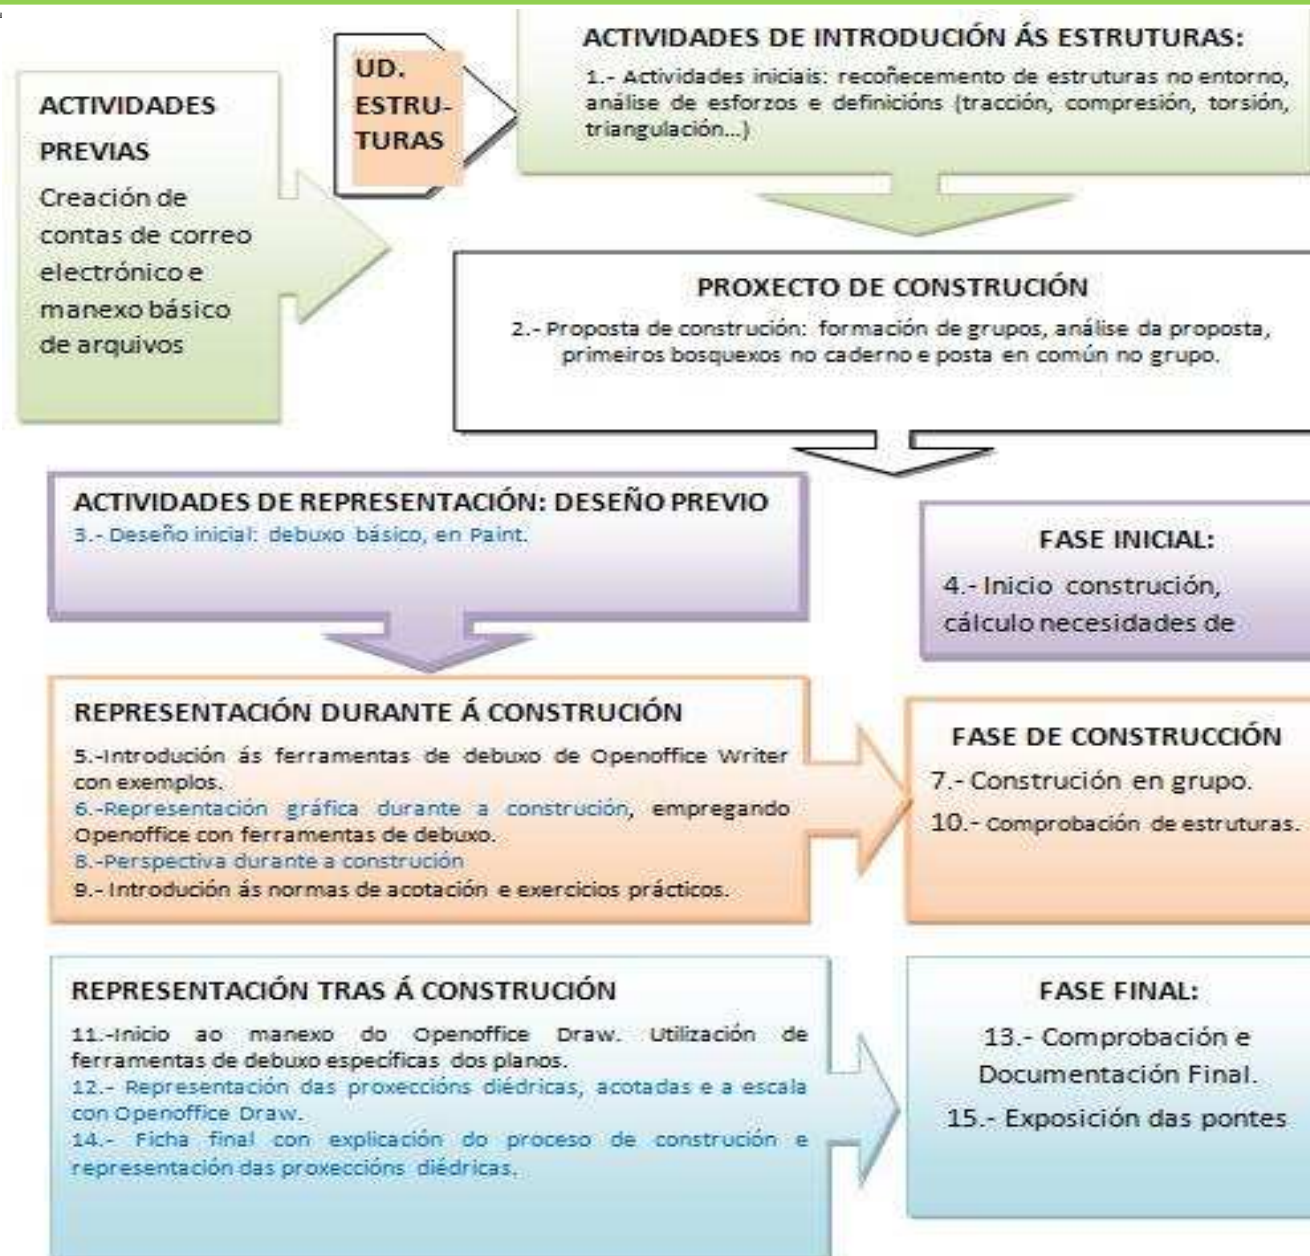 ACTIVIDADES
PREVIAS
Creación de
contas de correo
electrónico e
manexo básico
de arquivos
UD.
ESTRU-
TURAS
ACTIVIDADES DE INTRODUCIÓN ÁS ESTRUTURAS:
1.- Actividades iniciais: recoñecemento de estruturas no entorno,
análise de esforzos e definicións (tracción, compresión, torsión,
triangulación...)
PROXECTO DE CONSTRUCIÓN
2.- Proposta de construción: formación de grupos, análise da proposta,
primeiros bosquexos no caderno e posta en común no grupo.
ACTIVIDADES DE REPRESENTACIÓN: DESEÑO PREVIO
3.- Deseño inicial: debuxo básico, en Paint.
FASE INICIAL:
4.- Inicio construción,
cálculo necesidades de
REPRESENTACIÓN DURANTE Á CONSTRUCIÓN
5.-Introdución ás ferramentas de debuxo de Openoffice Writer
con exemplos.
6.-Representación gráfica durante a construción, empregando
Openoffice con ferramentas de debuxo.
8.-Perspectiva durante a construción
9.- Introdución ás normas de acotación e exercicios prácticos.
FASE DE CONSTRUCCIÓN
7.- Construción en grupo.
10.- Comprobación de estruturas.
REPRESENTACIÓN TRAS Á CONSTRUCIÓN
11.-Inicio ao manexo do Openoffice Draw. Utilización de
ferramentas de debuxo específicas dos planos.
12.- Representación das proxeccións diédricas, acotadas e a escala
con Openoffice Draw.
14.- Ficha final con explicación do proceso de construción e
representación das proxeccións diédricas.
FASE FINAL:
13.- Comprobación e
Documentación Final.
15.- Exposición das pontes